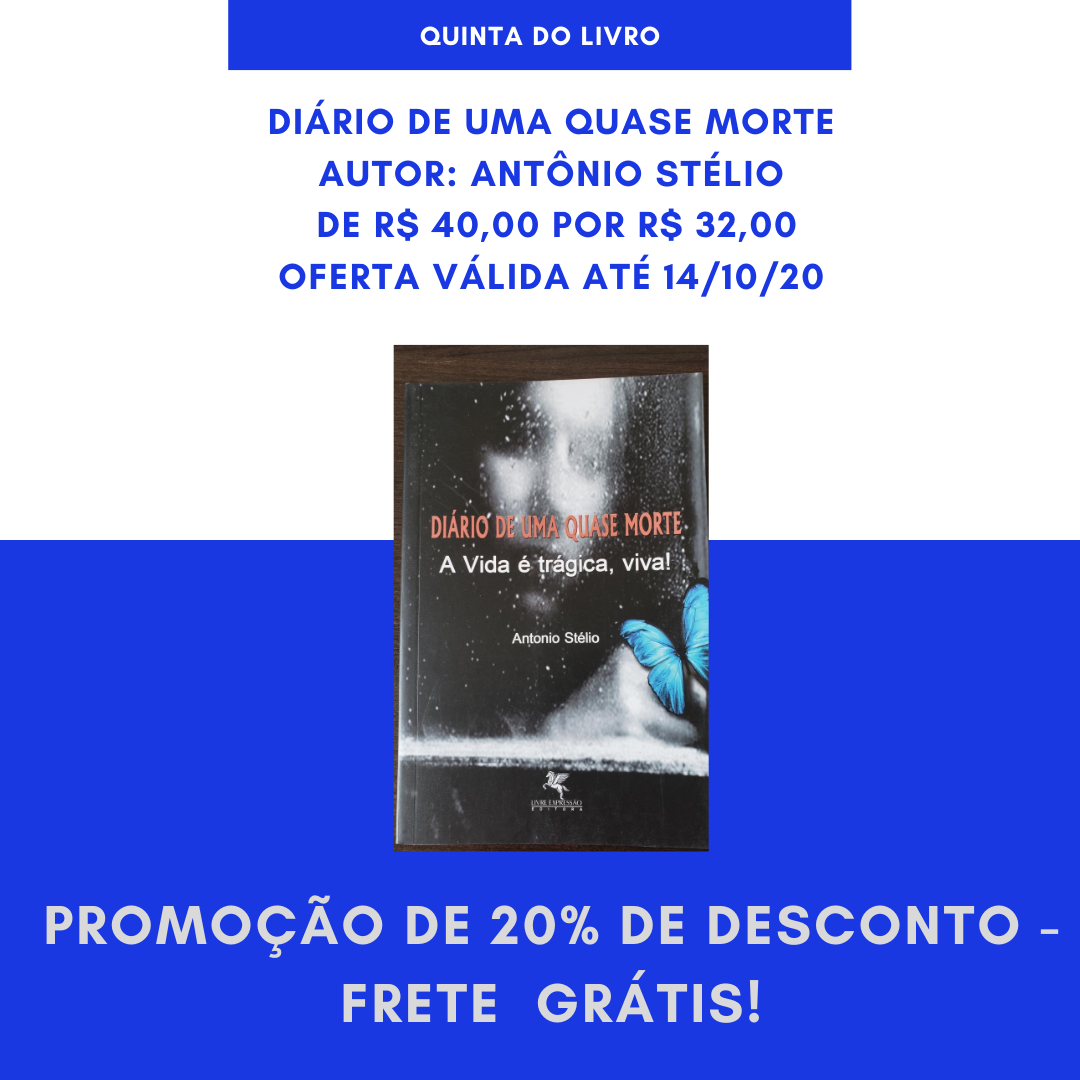 QUINTA DO LIVRO
DIÁRIO DE UMA QUASE MORTE
AUTOR: ANTÔNIO STÉLIO
DE R$ 40,00 POR R$ 32,00
OFERTA VÁLIDA ATÉ 14/10/20
DIÁRIO DE UMA QUASE MORTE
A Vida é trágica, viva!
Antonio Stélio
LIVRE EXPRESSÃO
EDITORA
PROMOÇÃO DE 20% DE DESCONTO -
FRETE GRÁTIS!